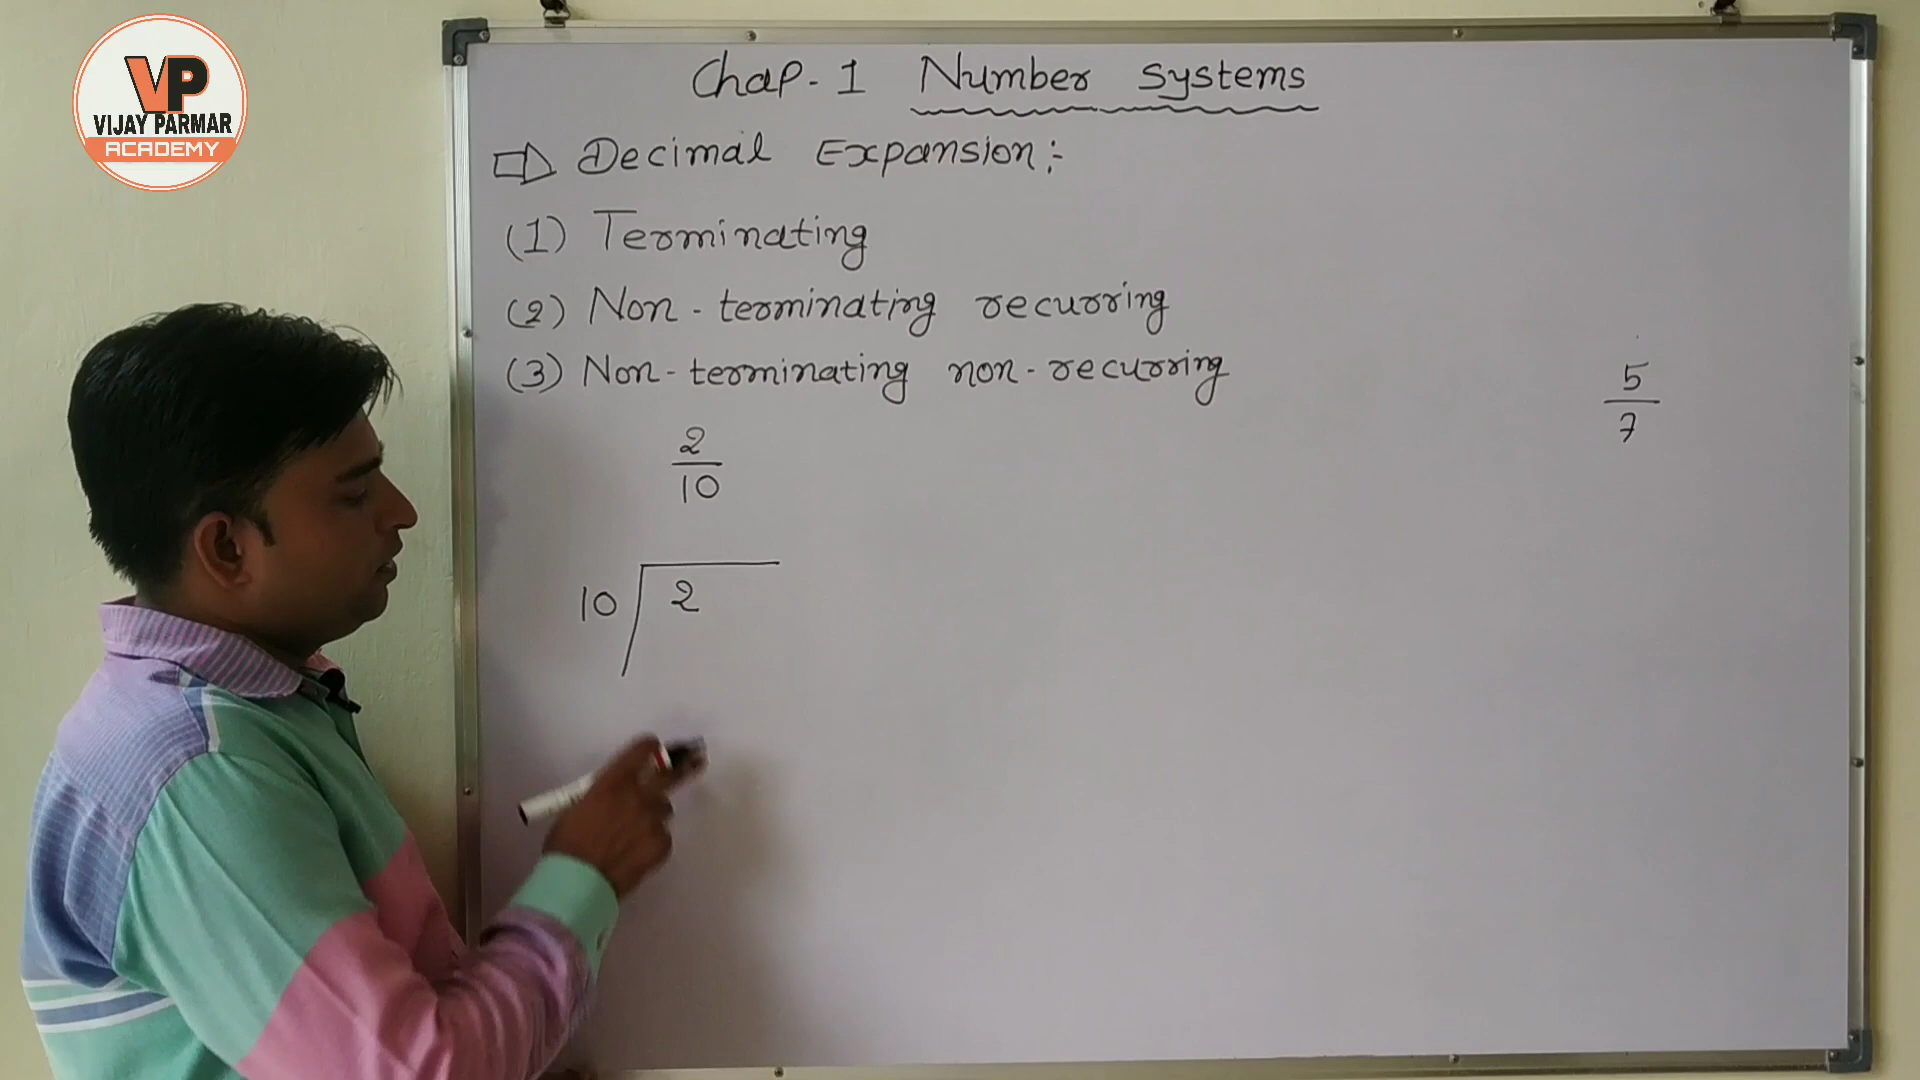 VP
VIJAY PARMAR
ACADEMY
Chap. 1 Number Systems
⇒ Decimal Expansion :-
(1) Terminating
(2) Non-terminating recurring
(3) Non-terminating non-recurring
5
7
2
10
10 2